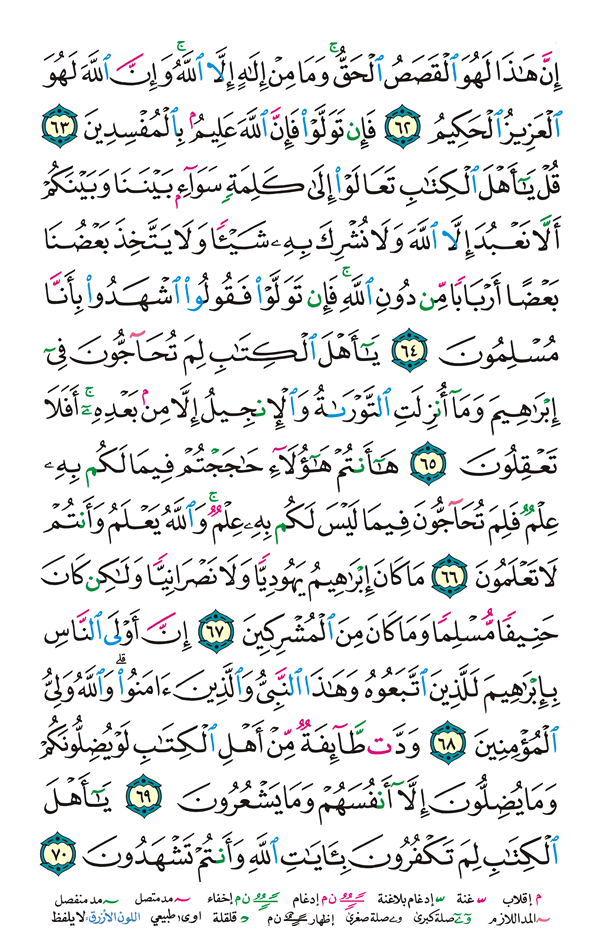 إِنَّ هَٰذَا لَهُوَ ٱلْقَصَصُ ٱلْحَقُّ ۚ وَمَا مِنْ إِلَٰهٍ إِلَّا ٱللَّهُ ۚ وَإِنَّ ٱللَّهَ لَهُوَ
ٱلْعَزِيزُ ٱلْحَكِيمُ ٦٢ فَإِن تَوَلَّوْا۟ فَإِنَّ ٱللَّهَ عَلِيمٌۢ بِٱلْمُفْسِدِينَ ٦٣
قُلْ يَٰٓأَهْلَ ٱلْكِتَٰبِ تَعَالَوْا۟ إِلَىٰ كَلِمَةٍ سَوَآءٍۭ بَيْنَنَا وَبَيْنَكُمْ
أَلَّا نَعْبُدَ إِلَّا ٱللَّهَ وَلَا نُشْرِكَ بِهِۦ شَيْـًٔا وَلَا يَتَّخِذَ بَعْضُنَا
بَعْضًا أَرْبَابًا مِّن دُونِ ٱللَّهِ ۚ فَإِن تَوَلَّوْا۟ فَقُولُوا۟ ٱشْهَدُوا۟ بِأَنَّا
مُسْلِمُونَ ٦٤ يَٰٓأَهْلَ ٱلْكِتَٰبِ لِمَ تُحَآجُّونَ فِىٓ
إِبْرَٰهِيمَ وَمَآ أُنزِلَتِ ٱلتَّوْرَىٰةُ وَٱلْإِنجِيلُ إِلَّا مِنۢ بَعْدِهِۦٓ ۚ أَفَلَا
تَعْقِلُونَ ٦٥ هَٰٓأَنتُمْ هَٰٓؤُلَآءِ حَٰجَجْتُمْ فِيمَا لَكُم بِهِۦ
عِلْمٌ فَلِمَ تُحَآجُّونَ فِيمَا لَيْسَ لَكُم بِهِۦ عِلْمٌ ۚ وَٱللَّهُ يَعْلَمُ وَأَنتُمْ
لَا تَعْلَمُونَ ٦٦ مَا كَانَ إِبْرَٰهِيمُ يَهُودِيًّا وَلَا نَصْرَانِيًّا وَلَٰكِن كَانَ
حَنِيفًا مُّسْلِمًا وَمَا كَانَ مِنَ ٱلْمُشْرِكِينَ ٦٧ إِنَّ أَوْلَى ٱلنَّاسِ
بِإِبْرَٰهِيمَ لَلَّذِينَ ٱتَّبَعُوهُ وَهَٰذَا ٱلنَّبِىُّ وَٱلَّذِينَ ءَامَنُوا۟ ۗ وَٱللَّهُ وَلِىُّ
ٱلْمُؤْمِنِينَ ٦٨ وَدَّت طَّآئِفَةٌ مِّنْ أَهْلِ ٱلْكِتَٰبِ لَوْ يُضِلُّونَكُمْ
وَمَا يُضِلُّونَ إِلَّآ أَنفُسَهُمْ وَمَا يَشْعُرُونَ ٦٩ يَٰٓأَهْلَ
ٱلْكِتَٰبِ لِمَ تَكْفُرُونَ بِـَٔايَٰتِ ٱللَّهِ وَأَنتُمْ تَشْهَدُونَ ٧٠
م إقلاب غنة إدغام بلاغنة ن م إدغام ن م إخفاء مد متصل مد منفصل
المد اللازم صلة كبرى صلة صغرى إظهار ن م قلقلة اوى طبيعي اللون الأزرق: لا يلفظ